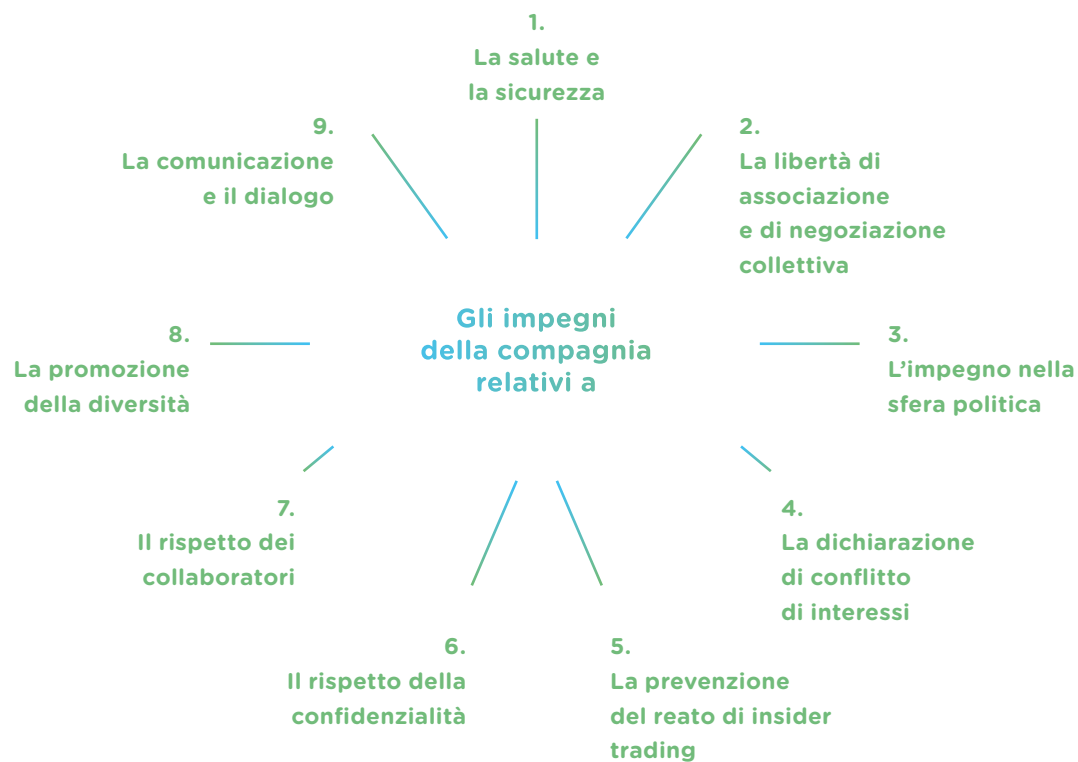 Gli impegni
della compagnia
relativi a
1.
La salute e
la sicurezza
2.
La libertà di
associazione
e di negoziazione
collettiva
3.
L’impegno nella
sfera politica
4.
La dichiarazione
di conflitto
di interessi
5.
La prevenzione
del reato di insider
trading
6.
Il rispetto della
confidenzialità
7.
Il rispetto dei
collaboratori
8.
La promozione
della diversità
9.
La comunicazione
e il dialogo